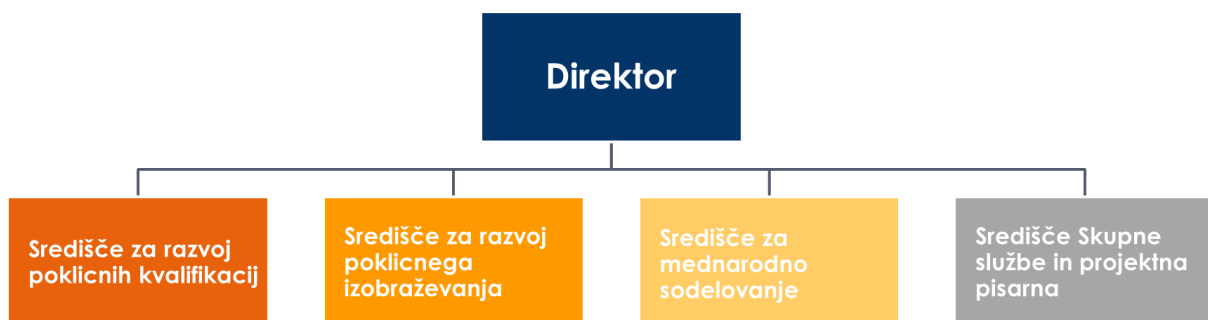 Direktor
Središče za razvoj
poklicnih kvalifikacij
Središče za razvoj
poklicnega
izobraževanja
Središče za
mednarodno
sodelovanje
Središče Skupne
službe in projektna
pisarna